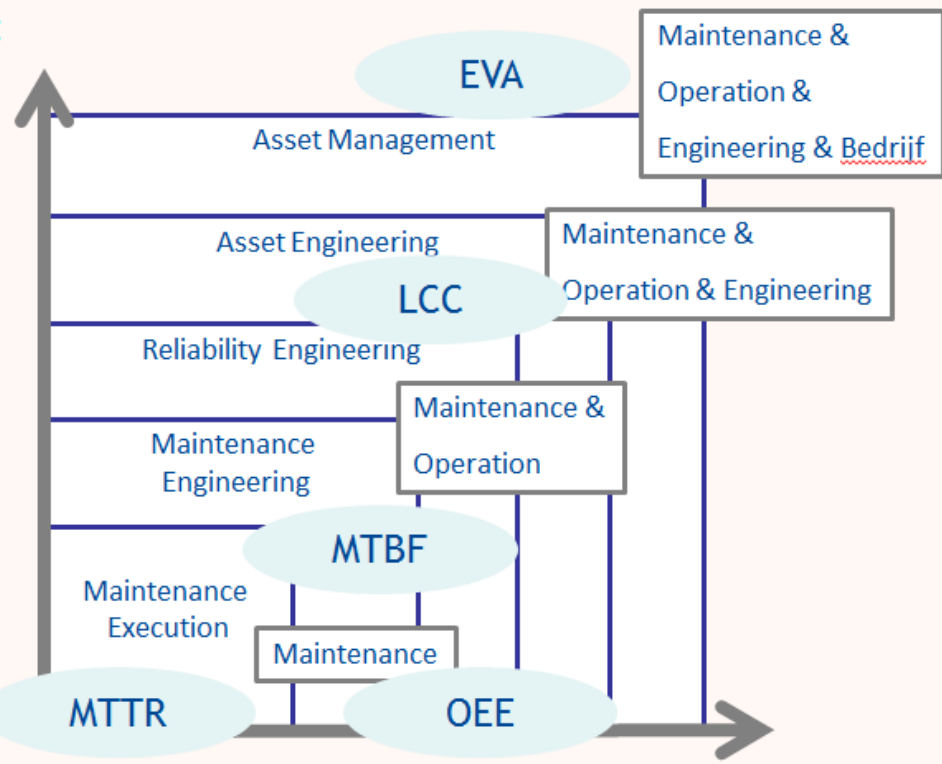 EVA
Maintenance &
Operation &
Engineering & Bedrijf
Asset Management
Asset Engineering
Maintenance &
Operation & Engineering
LCC
Reliability Engineering
Maintenance &
Operation
Maintenance
Engineering
MTBF
Maintenance
Execution
Maintenance
MTTR
OEE